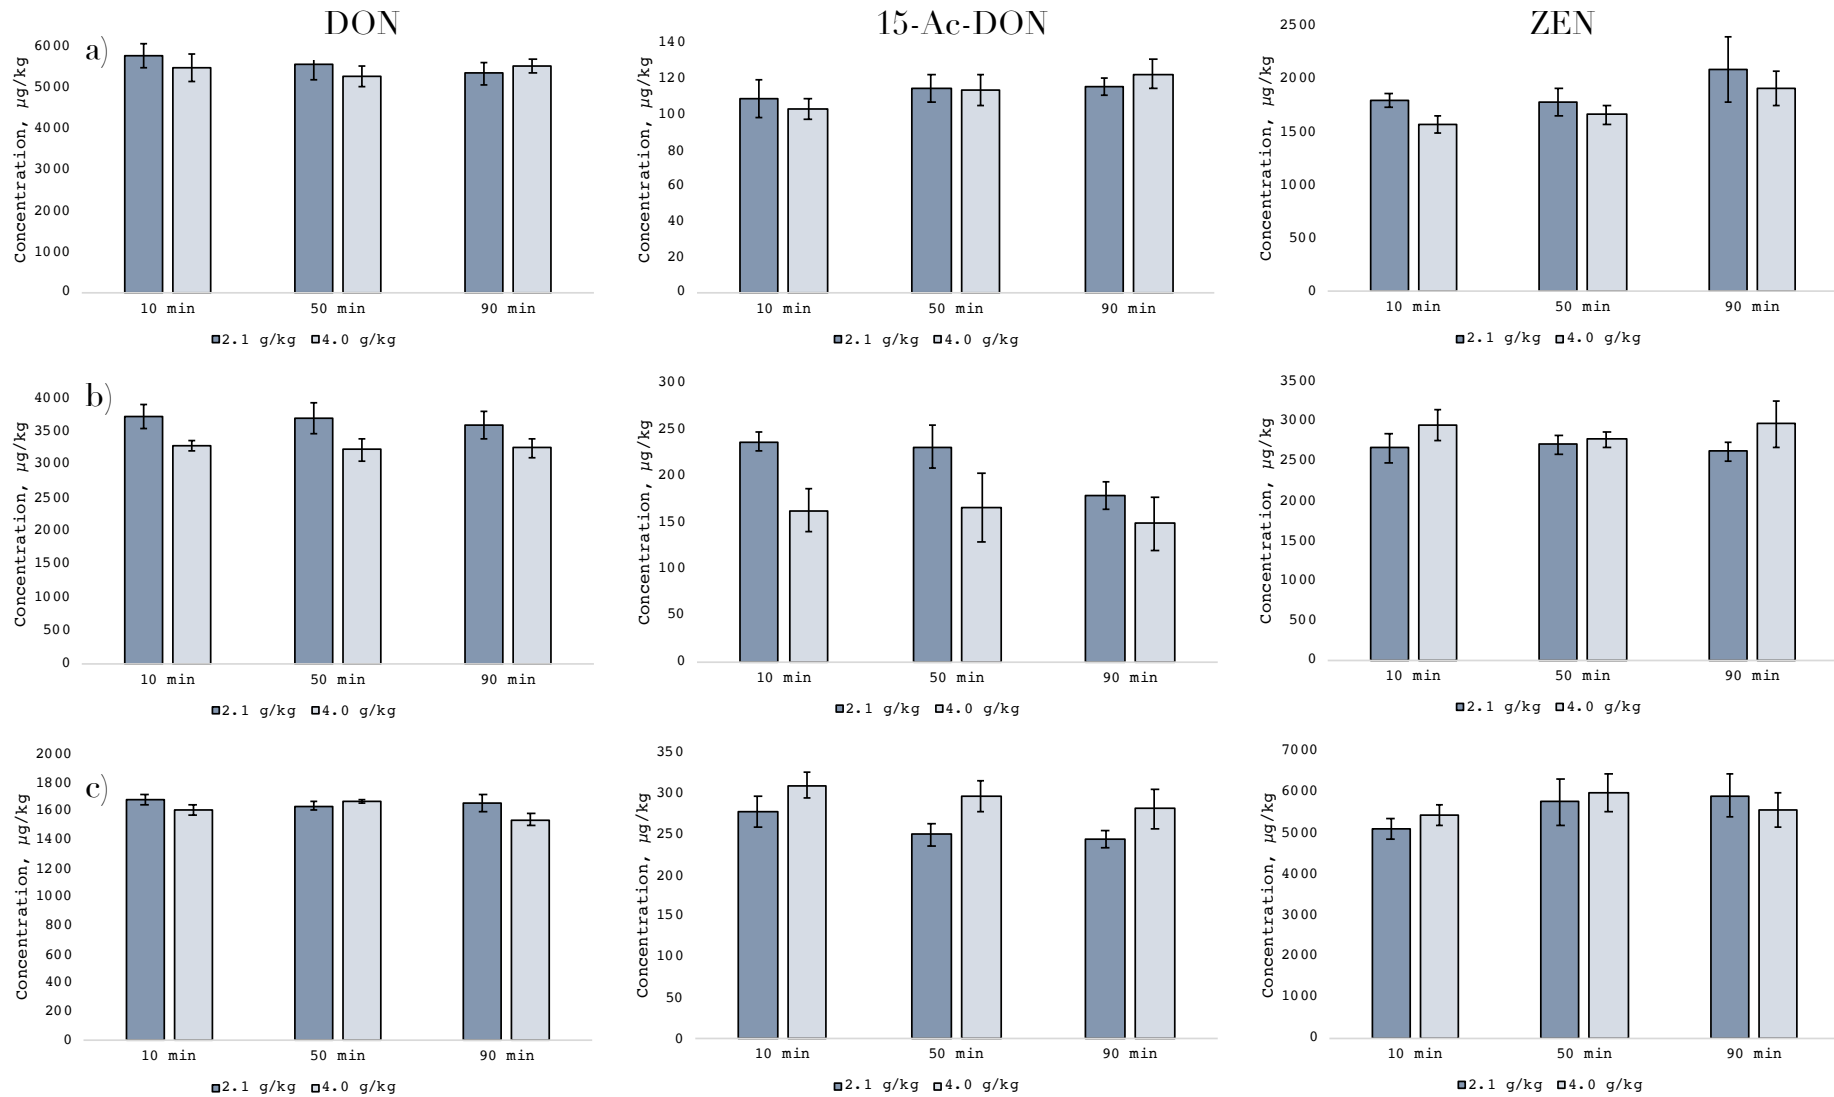 DON
15-Ac-DON
ZEN
a)
Concentration, µg/kg
6000
5000
4000
3000
2000
1000
0
10 min 50 min 90 min
2.1 g/kg 4.0 g/kg
Concentration, µg/kg
140
120
100
80
60
40
20
0
10 min 50 min 90 min
2.1 g/kg 4.0 g/kg
Concentration, µg/kg
2500
2000
1500
1000
500
0
10 min 50 min 90 min
2.1 g/kg 4.0 g/kg
b)
Concentration, µg/kg
4000
3500
3000
2500
2000
1500
1000
500
0
10 min 50 min 90 min
2.1 g/kg 4.0 g/kg
Concentration, µg/kg
300
250
200
150
100
50
0
10 min 50 min 90 min
2.1 g/kg 4.0 g/kg
Concentration, µg/kg
3500
3000
2500
2000
1500
1000
500
0
10 min 50 min 90 min
2.1 g/kg 4.0 g/kg
c)
Concentration, µg/kg
2000
1800
1600
1400
1200
1000
800
600
400
200
0
10 min 50 min 90 min
2.1 g/kg 4.0 g/kg
Concentration, µg/kg
350
300
250
200
150
100
50
0
10 min 50 min 90 min
2.1 g/kg 4.0 g/kg
Concentration, µg/kg
7000
6000
5000
4000
3000
2000
1000
0
10 min 50 min 90 min
2.1 g/kg 4.0 g/kg